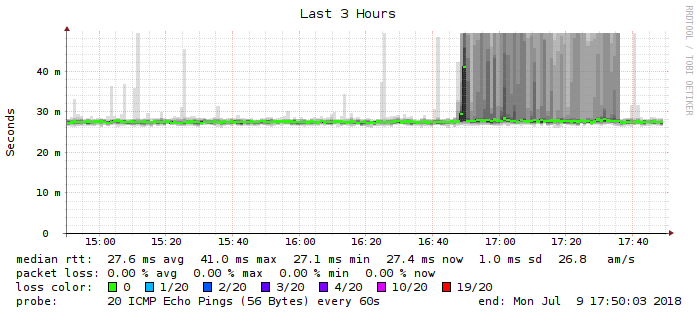 Last 3 Hours
RRDTOOL / TOBI OETIKER
Seconds
40 m
30 m
20 m
10 m
0
15:00 15:20 15:40 16:00 16:20 16:40 17:00 17:20 17:40
median rtt: 27.6 ms avg 41.0 ms max 27.1 ms min 27.4 ms now 1.0 ms sd 26.8 am/s
packet loss: 0.00 % avg 0.00 % max 0.00 % min 0.00 % now
loss color: 0 1/20 2/20 3/20 4/20 10/20 19/20
probe: 20 ICMP Echo Pings (56 Bytes) every 60s end: Mon Jul 9 17:50:03 2018